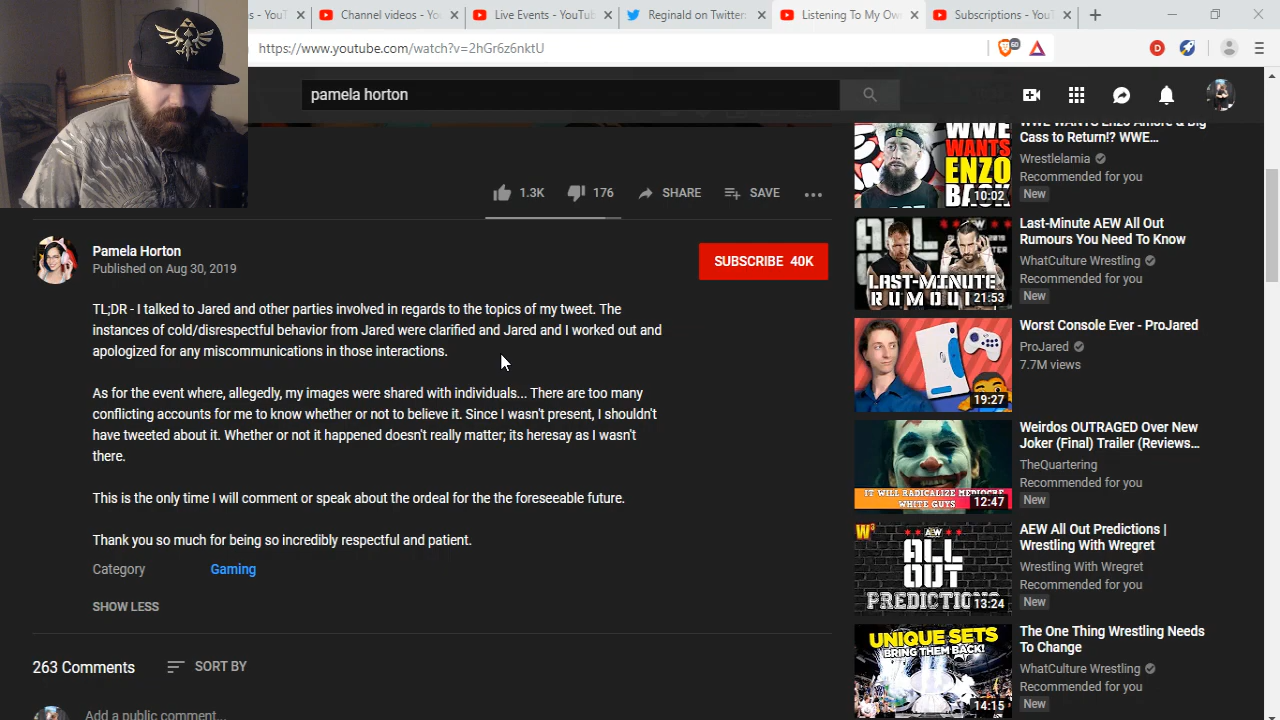 s - YouT
Channel videos - Yo
Live Events - YouTub
Reginald on Twitter:
Listening To My Ow
Subscriptions - YouT
https://www.youtube.com/watch?v=2hGr6z6nktU
60
D
pamela horton
1.3K
176
SHARE
SAVE
Pamela Horton
Published on Aug 30, 2019
SUBSCRIBE 40K
TL;DR - I talked to Jared and other parties involved in regards to the topics of my tweet. The
instances of cold/disrespectful behavior from Jared were clarified and Jared and I worked out and
apologized for any miscommunications in those interactions.
As for the event where, allegedly, my images were shared with individuals... There are too many
conflicting accounts for me to know whether or not to believe it. Since I wasn't present, I shouldn't
have tweeted about it. Whether or not it happened doesn't really matter; its heresay as I wasn't
there.
This is the only time I will comment or speak about the ordeal for the the foreseeable future.
Thank you so much for being so incredibly respectful and patient.
Category
Gaming
SHOW LESS
263 Comments
SORT BY
Add a public comment...
WWE WANTS Enzo Amore & Big
Cass to Return!? WWE...
Wrestlelamia
Recommended for you
New
WWE
WANTS
ENZO
BACK
10:02
Last-Minute AEW All Out
Rumours You Need To Know
WhatCulture Wrestling
Recommended for you
New
ALL
LAST-MINUTE
21:53
Worst Console Ever - ProJared
ProJared
7.7M views
19:27
Weirdos OUTRAGED Over New
Joker (Final) Trailer (Reviews...
TheQuartering
Recommended for you
New
IT WILL RADICALIZE MEDIOCRE
WHITE GUYS
12:47
AEW All Out Predictions |
Wrestling With Wregret
Wrestling With Wregret
Recommended for you
New
ALL
OUT
13:24
The One Thing Wrestling Needs
To Change
WhatCulture Wrestling
Recommended for you
New
UNIQUE SETS
BRING THEM BACK!
14:15